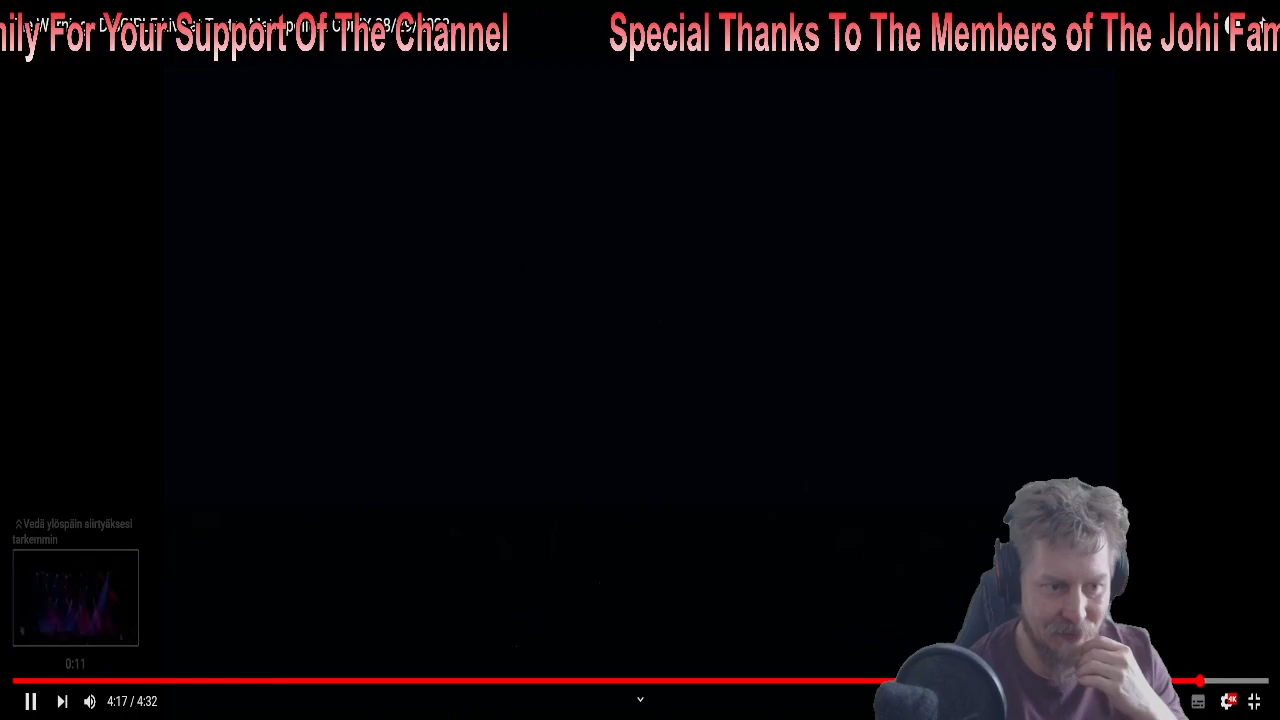 ily For Your Support Of The Channel Special Thanks To The Members of The Johi Fam
Vedä ylöspäin siirtyäksesi
tarkemmin
0:11
4:17 / 4:32
4K